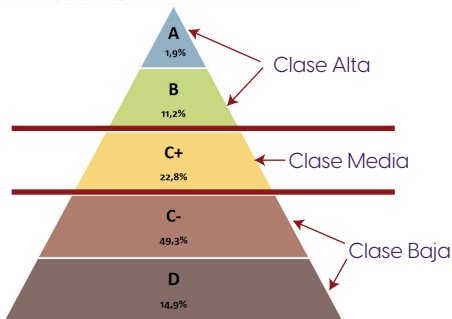 A
1,9%
Clase Alta
B
11,2%
C+
Clase Media
22,8%
C-
49,3%
Clase Baja
D
14,9%